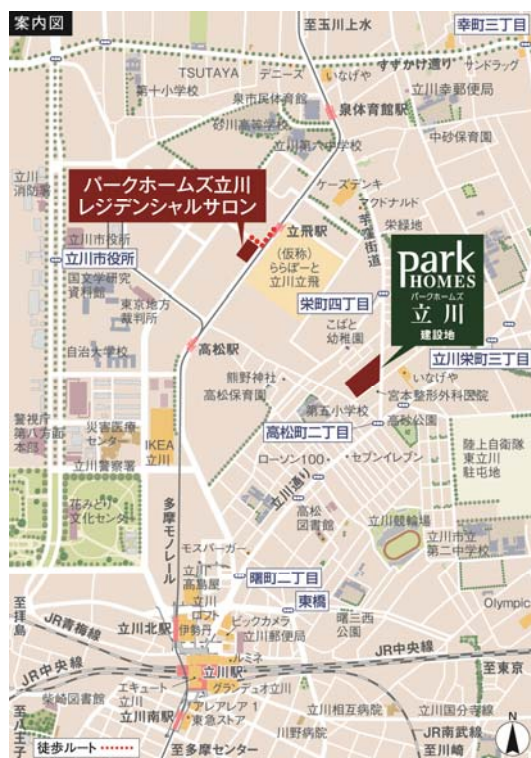 案内図
至玉川上水
幸町三丁目
TSUTAYA
デニーズ
いなげや
すずかけ通り
サンドラッグ
第十小学校
泉市民体育館
泉体育館駅
立川幸郵便局
砂川高等学校
立川第六中学校
中砂保育園
立川
消防署
パークホームズ立川
レジデンシャルサロン
ケーズデンキ
マクドナルド
芋窪街道
栄緑地
立川市役所
立川市役所
立飛駅
(仮称)
ららぽーと
立川立飛
park
HOMES
パークホームズ
立川
建設地
国文学研究
資料館
東京地方
裁判所
栄町四丁目
こばと
幼稚園
自治大学校
高松駅
立川栄町三丁目
いなげや
熊野神社
高松保育園
宮本整形外科医院
第五小学校
高砂公園
警視庁
第八方面
本部
災害医療
センター
IKEA
立川
高松町二丁目
立川警察署
ローソン100
セブンイレブン
陸上自衛隊
東立川
駐屯地
花みどり
文化センター
多摩モノレール
立川通り
高松
図書館
立川競輪場
立川市立
第二中学校
モスバーガー
立川
高島屋
曙町二丁目
至拝島
JR青梅線
立川北駅
立川
ロフト
伊勢丹
東橋
ビックカメラ
立川郵便局
曙三西
公園
Olympic
JR中央線
ルミネ
JR中央線
立川駅
至東京
柴崎図書館
エキュート
立川
グランデュオ立川
至八王子
立川南駅
アレアレア1
東急ストア
立川相互病院
立川国分寺線
川野病院
JR南武線
至川崎
徒歩ルート
至多摩センター
N